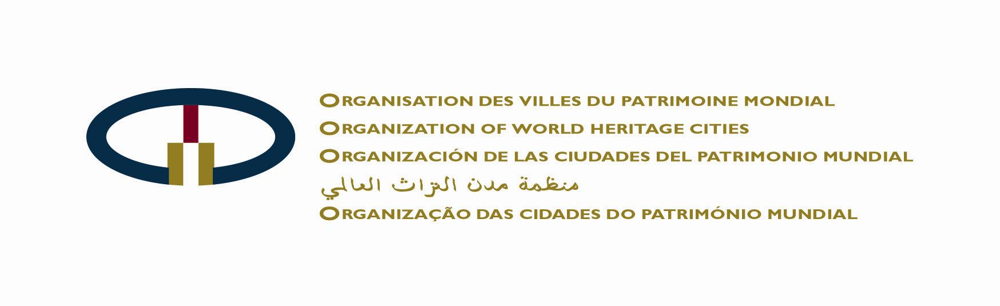 ORGANISATION DES VILLES DU PATRIMOINE MONDIAL
ORGANIZATION OF WORLD HERITAGE CITIES
ORGANIZACIÓN DE LAS CIUDADES DEL PATRIMONIO MUNDIAL
منظمة مدن التراث العالمي
ORGANIZAÇÃO DAS CIDADES DO PATRIMÓNIO MUNDIAL